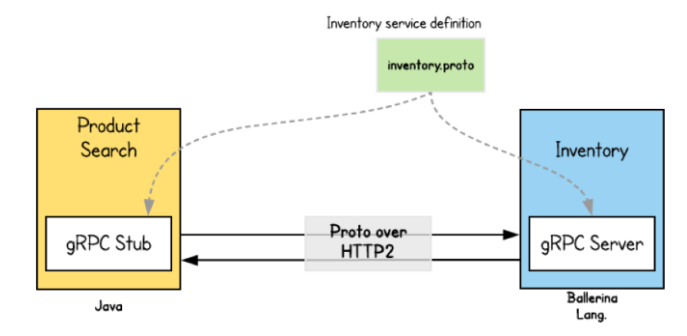 Inventory service definition
inventory.proto
Product
Search
Inventory
gRPC Stub
Proto over
HTTP2
gRPC Server
Java
Ballerina
Lang.